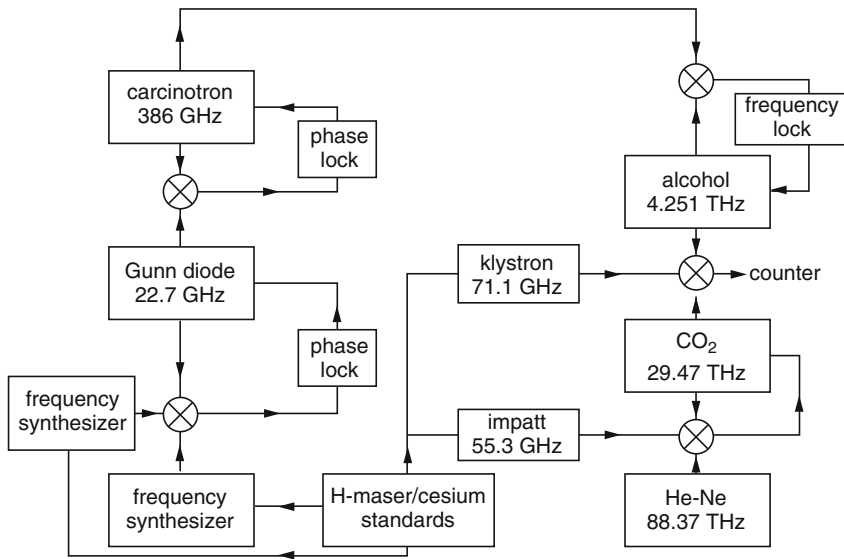 carcinotron
386 GHz
phase
lock
frequency
lock
alcohol
4.251 THz
Gunn diode
22.7 GHz
klystron
71.1 GHz
counter
phase
lock
CO₂
29.47 THz
frequency
synthesizer
impatt
55.3 GHz
frequency
synthesizer
H-maser/cesium
standards
He-Ne
88.37 THz